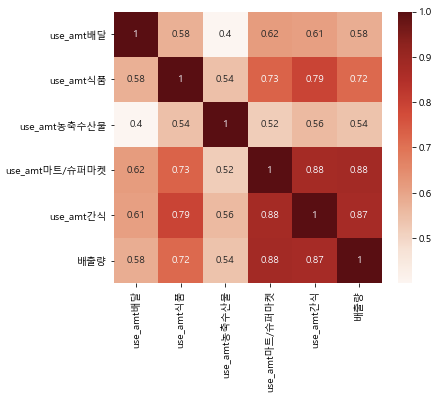 use_amt배달 1 0.58 0.4 0.62 0.61 0.58
use_amt식품 0.58 1 0.54 0.73 0.79 0.72
use_amt농축수산물 0.4 0.54 1 0.52 0.56 0.54
use_amt마트/슈퍼마켓 0.62 0.73 0.52 1 0.88 0.88
use_amt간식 0.61 0.79 0.56 0.88 1 0.87
배출량 0.58 0.72 0.54 0.88 0.87 1
use_amt배달
use_amt식품
use_amt농축수산물
use_amt마트/슈퍼마켓
use_amt간식
배출량
1.0
0.9
0.8
0.7
0.6
0.5